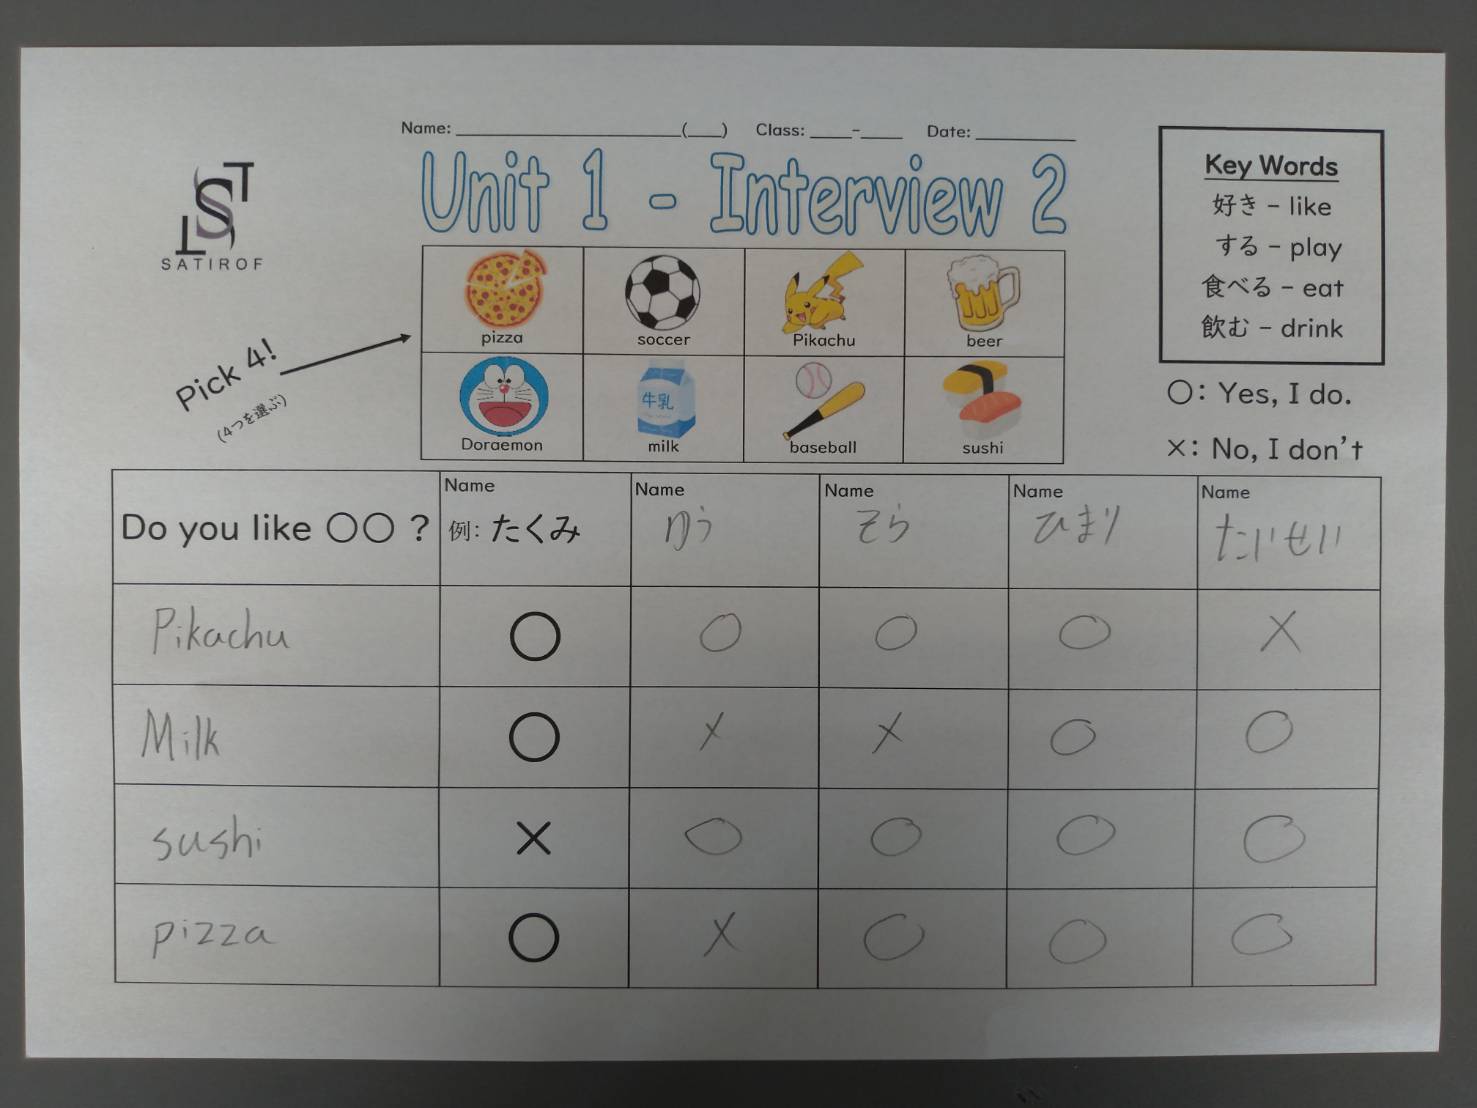 Name: ____________ (___) Class: ____-____ Date: ________
Unit 1 - Interview 2
SATIROF
Key Words
好き - like
する - play
食べる - eat
飲む - drink
Pick 4!
(4つを選ぶ)
pizza soccer Pikachu beer
牛乳
Doraemon milk baseball sushi
〇: Yes, I do.
×: No, I don't
Name Name Name Name Name
Do you like 〇〇 ? 例: たくみ ゆう そら ひまり たいせい
Pikachu 〇 〇 〇 〇 ×
Milk 〇 × × 〇 〇
sushi × 〇 〇 〇 〇
pizza 〇 × 〇 〇 〇